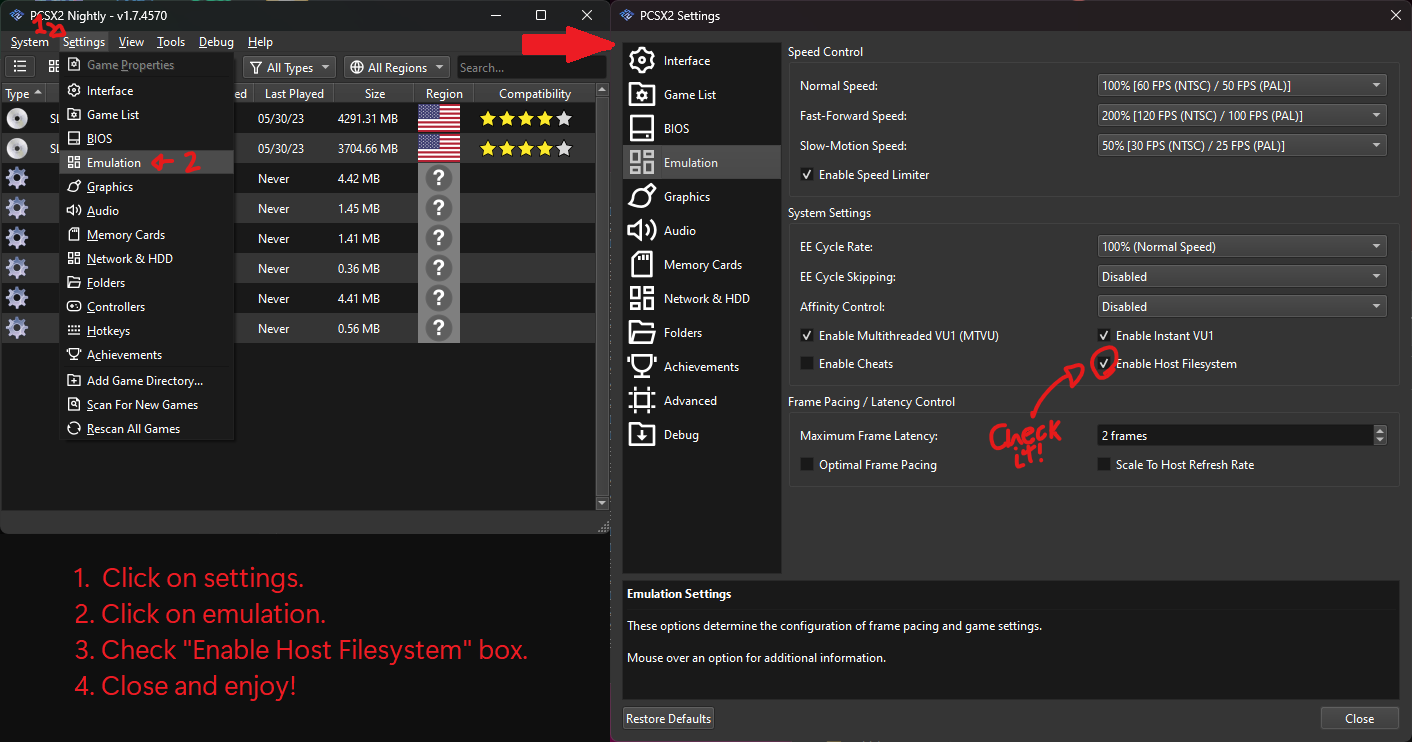 PCSX2 Nightly - v1.7.4570
1
System Settings View Tools Debug Help
All Types All Regions Search...
Type ed Last Played Size Region Compatibility
05/30/23 4291.31 MB
05/30/23 3704.66 MB
Never 4.42 MB ?
Never 1.45 MB ?
Never 1.41 MB ?
Never 0.36 MB ?
Never 4.41 MB ?
Never 0.56 MB ?
Game Properties
Interface
Game List
BIOS
Emulation 2
Graphics
Audio
Memory Cards
Network & HDD
Folders
Controllers
Hotkeys
Achievements
Add Game Directory...
Scan For New Games
Rescan All Games
1. Click on settings.
2. Click on emulation.
3. Check "Enable Host Filesystem" box.
4. Close and enjoy!
PCSX2 Settings
Interface
Game List
BIOS
Emulation
Graphics
Audio
Memory Cards
Network & HDD
Folders
Achievements
Advanced
Debug
Speed Control
Normal Speed: 100% [60 FPS (NTSC) / 50 FPS (PAL)]
Fast-Forward Speed: 200% [120 FPS (NTSC) / 100 FPS (PAL)]
Slow-Motion Speed: 50% [30 FPS (NTSC) / 25 FPS (PAL)]
Enable Speed Limiter
System Settings
EE Cycle Rate: 100% (Normal Speed)
EE Cycle Skipping: Disabled
Affinity Control: Disabled
Enable Multithreaded VU1 (MTVU) Enable Instant VU1
Enable Cheats Enable Host Filesystem
Check
it!
Frame Pacing / Latency Control
Maximum Frame Latency: 2 frames
Optimal Frame Pacing Scale To Host Refresh Rate
Emulation Settings
These options determine the configuration of frame pacing and game settings.
Mouse over an option for additional information.
Restore Defaults Close